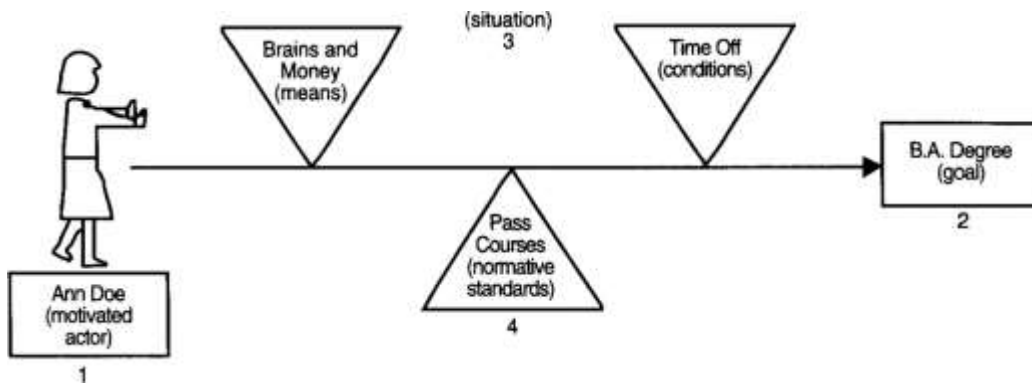 (situation)
3
Brains and
Money
(means)
Time Off
(conditions)
B.A. Degree
(goal)
2
Pass
Courses
(normative
standards)
4
Ann Doe
(motivated
actor)
1